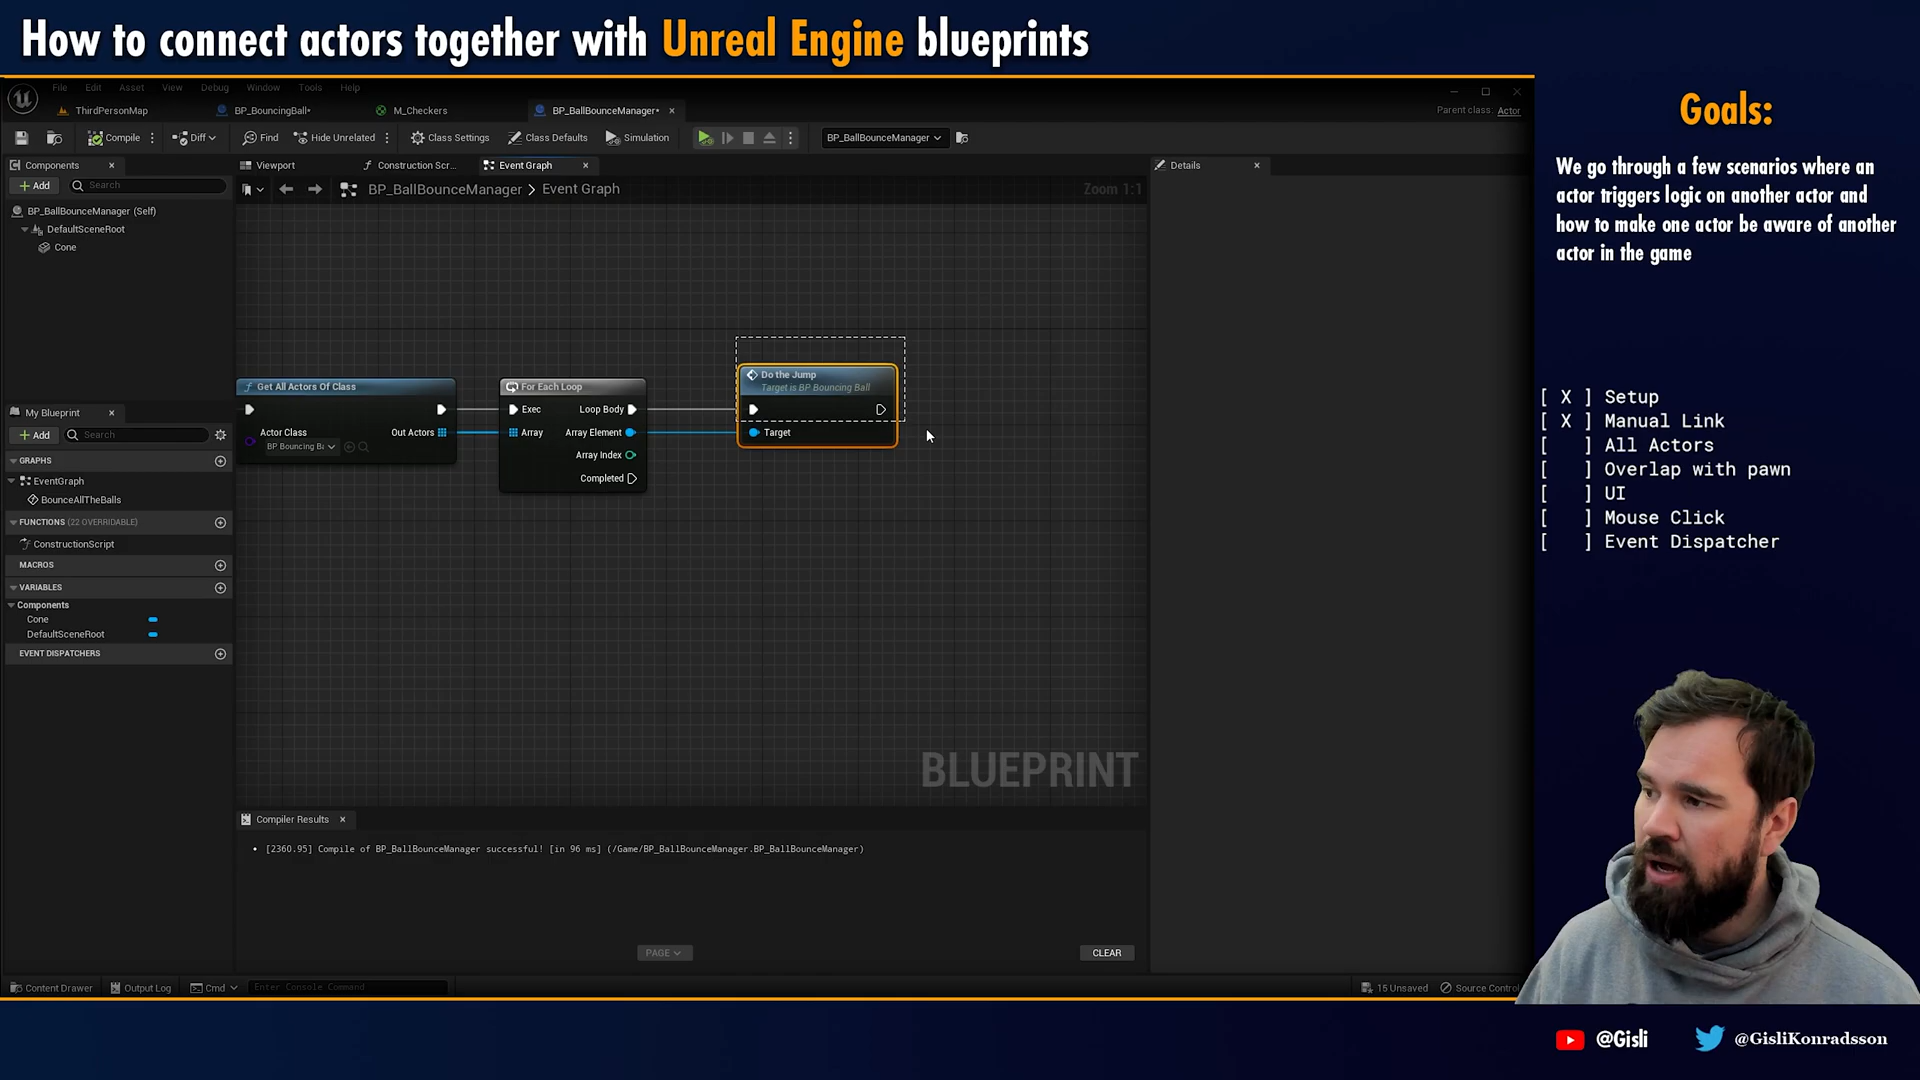 How to connect actors together with Unreal Engine blueprints
File Edit Asset View Debug Window Tools Help
ThirdPersonMap BP_BouncingBall* M_Checkers BP_BallBounceManager*
Parent class: Actor
Compile Diff Find Hide Unrelated Class Settings Class Defaults Simulation BP_BallBounceManager
Components
Viewport Construction Scr... Event Graph
Details
Add Search
BP_BallBounceManager > Event Graph
Zoom 1:1
BP_BallBounceManager (Self)
DefaultSceneRoot
Cone
My Blueprint
Add Search
GRAPHS
EventGraph
BounceAllTheBalls
FUNCTIONS (22 OVERRIDABLE)
ConstructionScript
MACROS
VARIABLES
Components
Cone
DefaultSceneRoot
EVENT DISPATCHERS
Get All Actors Of Class
Actor Class
BP Bouncing Ba
Out Actors
For Each Loop
Exec Loop Body
Array Array Element
Array Index
Completed
Do the Jump
Target is BP Bouncing Ball
Target
BLUEPRINT
Compiler Results
[2360.95] Compile of BP_BallBounceManager successful! [in 96 ms] (/Game/BP_BallBounceManager.BP_BallBounceManager)
PAGE
CLEAR
Content Drawer Output Log Cmd Enter Console Command
15 Unsaved Source Control
Goals:
We go through a few scenarios where an
actor triggers logic on another actor and
how to make one actor be aware of another
actor in the game
[ X ] Setup
[ X ] Manual Link
[ ] All Actors
[ ] Overlap with pawn
[ ] UI
[ ] Mouse Click
[ ] Event Dispatcher
@Gisli @GisliKonradsson